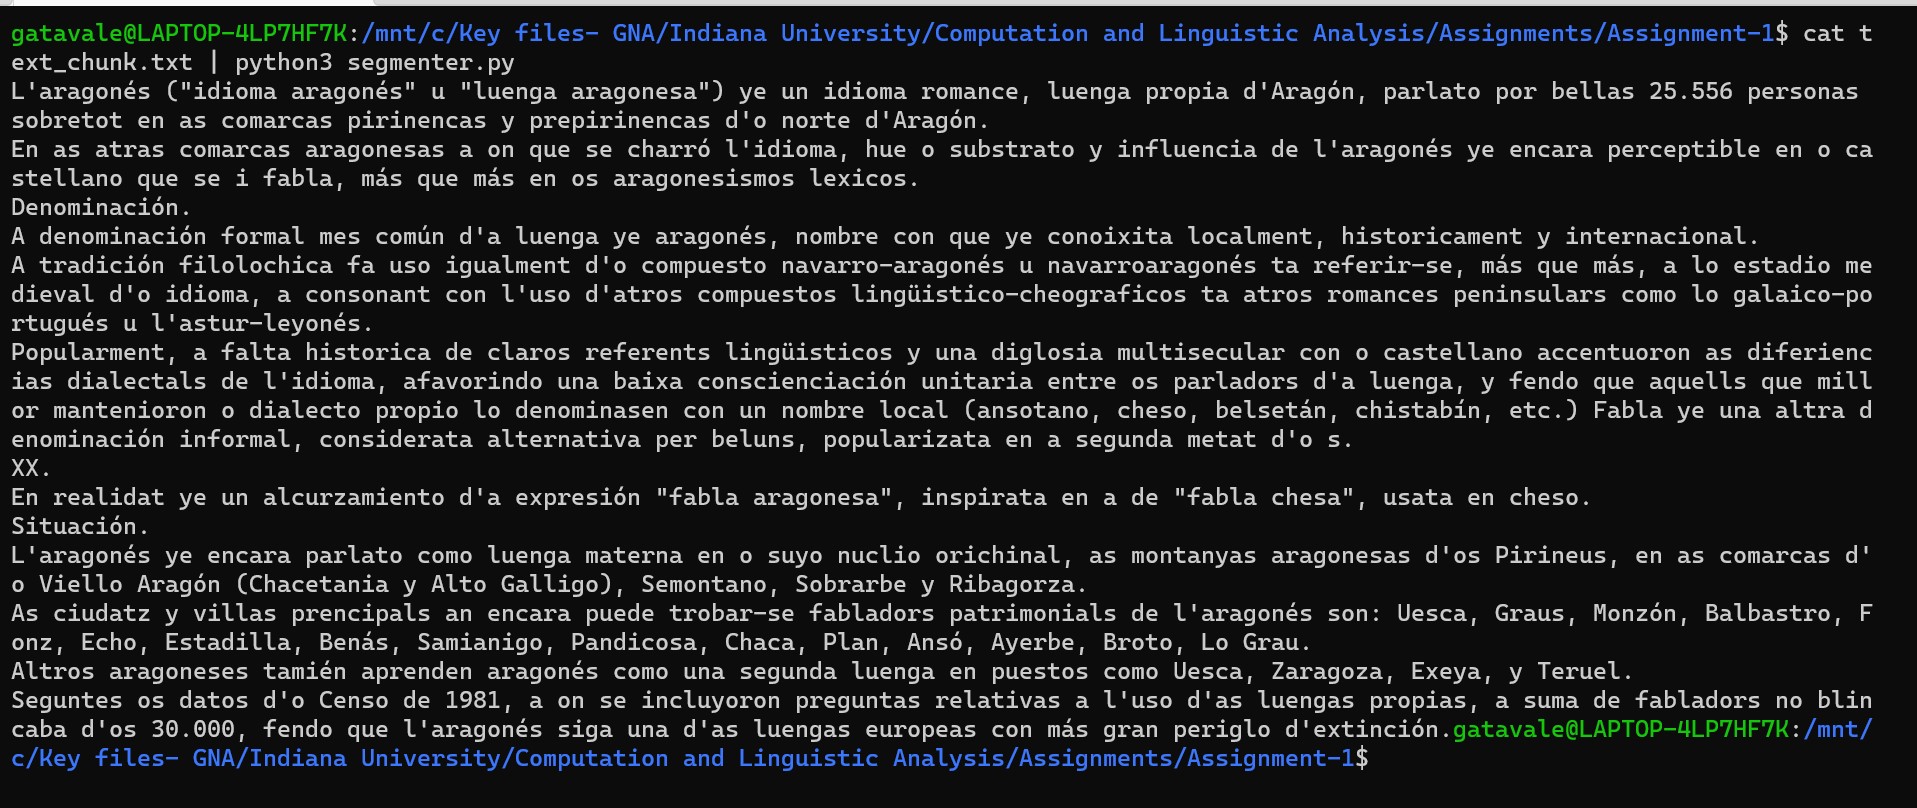 gatavale@LAPTOP-4LP7HF7K:/mnt/c/Key files- GNA/Indiana University/Computation and Linguistic Analysis/Assignments/Assignment-1$ cat t
ext_chunk.txt | python3 segmenter.py
L'aragonés ("idioma aragonés" u "luenga aragonesa") ye un idioma romance, luenga propia d'Aragón, parlato por bellas 25.556 personas
sobretot en as comarcas pirinencas y prepirinencas d'o norte d'Aragón.
En as atras comarcas aragonesas a on que se charró l'idioma, hue o substrato y influencia de l'aragonés ye encara perceptible en o ca
stellano que se i fabla, más que más en os aragonesismos lexicos.
Denominación.
A denominación formal mes común d'a luenga ye aragonés, nombre con que ye conoixita localment, historicament y internacional.
A tradición filolochica fa uso igualment d'o compuesto navarro-aragonés u navarroaragonés ta referir-se, más que más, a lo estadio me
dieval d'o idioma, a consonant con l'uso d'atros compuestos lingüistico-cheograficos ta atros romances peninsulars como lo galaico-po
rtugués u l'astur-leyonés.
Popularment, a falta historica de claros referents lingüisticos y una diglosia multisecular con o castellano accentuoron as diferienc
ias dialectals de l'idioma, afavorindo una baixa conscienciación unitaria entre os parladors d'a luenga, y fendo que aquells que mill
or mantenioron o dialecto propio lo denominasen con un nombre local (ansotano, cheso, belsetán, chistabín, etc.) Fabla ye una altra d
enominación informal, considerata alternativa per beluns, popularizata en a segunda metat d'o s.
XX.
En realidat ye un alcurzamiento d'a expresión "fabla aragonesa", inspirata en a de "fabla chesa", usata en cheso.
Situación.
L'aragonés ye encara parlato como luenga materna en o suyo nuclio orichinal, as montanyas aragonesas d'os Pirineus, en as comarcas d'
o Viello Aragón (Chacetania y Alto Galligo), Semontano, Sobrarbe y Ribagorza.
As ciudatz y villas prencipals an encara puede trobar-se fabladors patrimonials de l'aragonés son: Uesca, Graus, Monzón, Balbastro, F
onz, Echo, Estadilla, Benás, Samianigo, Pandicosa, Chaca, Plan, Ansó, Ayerbe, Broto, Lo Grau.
Altros aragoneses tamién aprenden aragonés como una segunda luenga en puestos como Uesca, Zaragoza, Exeya, y Teruel.
Seguntes os datos d'o Censo de 1981, a on se incluyoron preguntas relativas a l'uso d'as luengas propias, a suma de fabladors no blin
caba d'os 30.000, fendo que l'aragonés siga una d'as luengas europeas con más gran periglo d'extinción.gatavale@LAPTOP-4LP7HF7K:/mnt/
c/Key files- GNA/Indiana University/Computation and Linguistic Analysis/Assignments/Assignment-1$